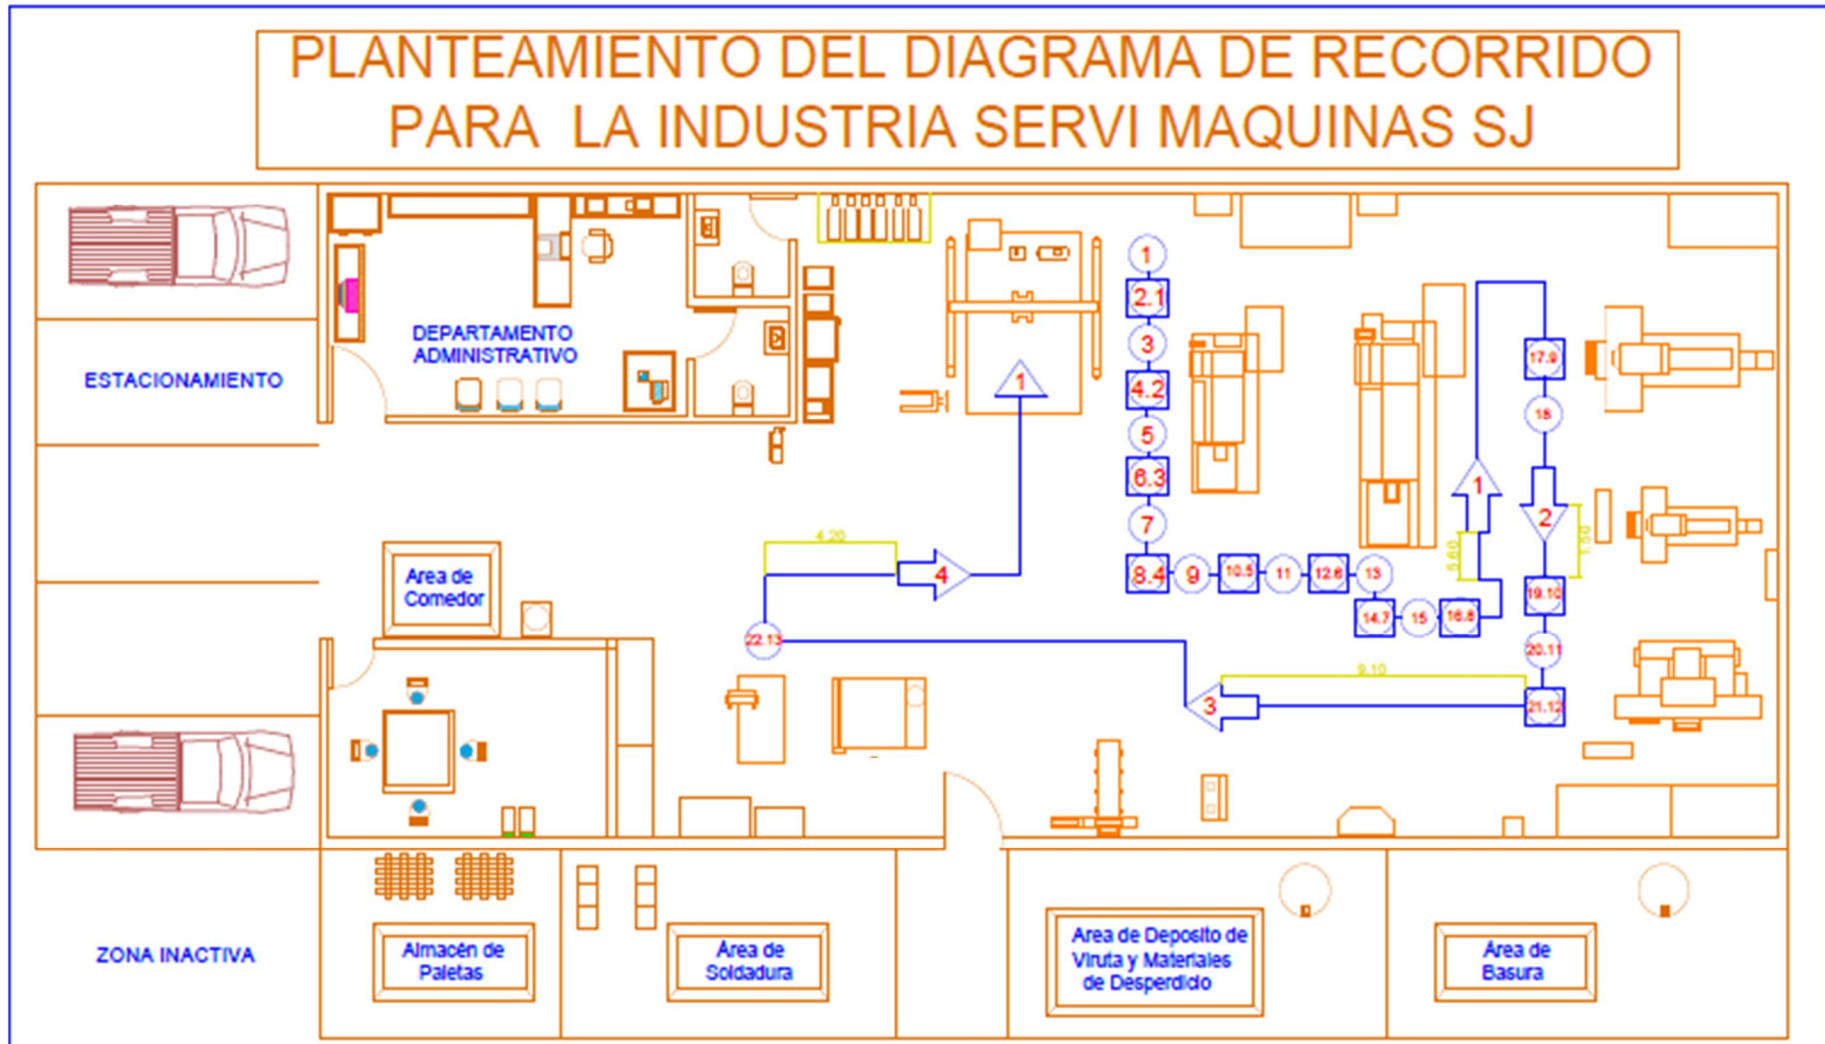 PLANTEAMIENTO DEL DIAGRAMA DE RECORRIDO
PARA LA INDUSTRIA SERVI MAQUINAS SJ
DEPARTAMENTO
ADMINISTRATIVO
ESTACIONAMIENTO
1
2.1
3
4.2
5
6.3
7
8.4
9
10.5
11
12.6
13
14.7
15
16.8
5.60
1
17.9
18
2
1.50
19.10
20.11
21.12
9.10
3
22.13
4.20
4
1
Area de
Comedor
ZONA INACTIVA
Almacén de
Paletas
Área de
Soldadura
Area de Deposito de
Viruta y Materiales
de Desperdicio
Área de
Basura